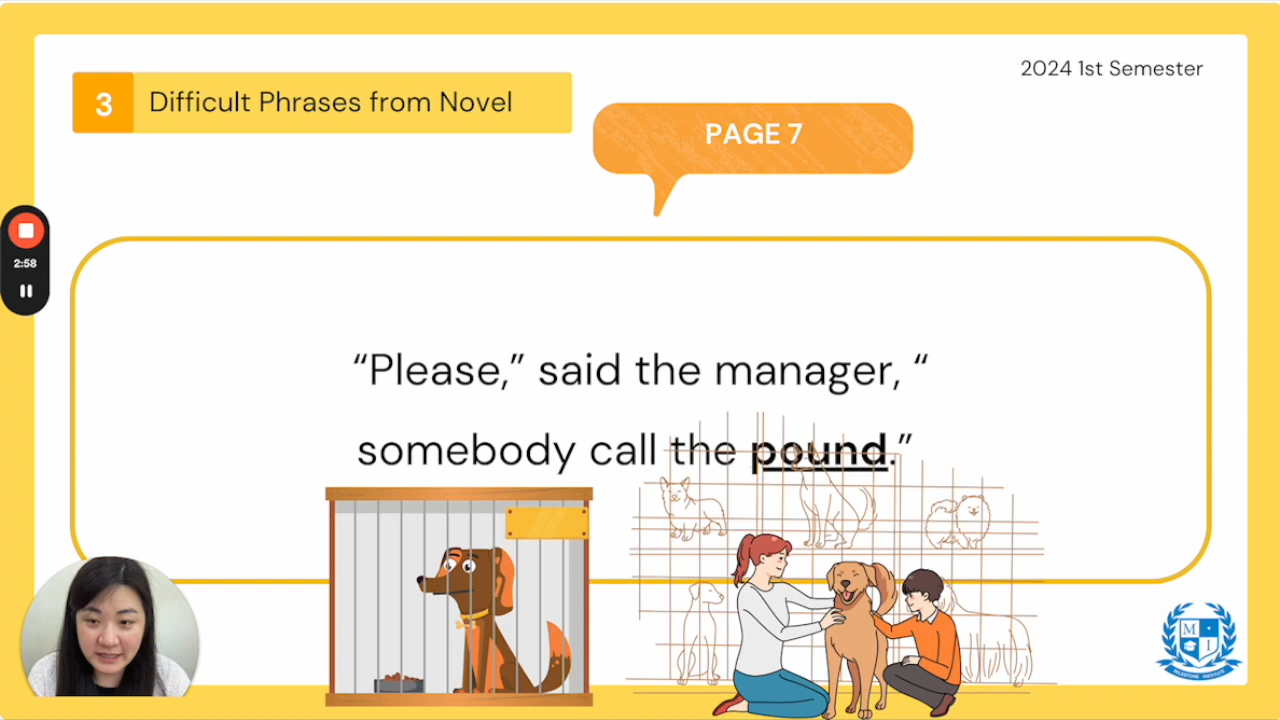 2024 1st Semester
3 Difficult Phrases from Novel
PAGE 7
2:58
“Please,” said the manager, “
somebody call the pound.”
M I